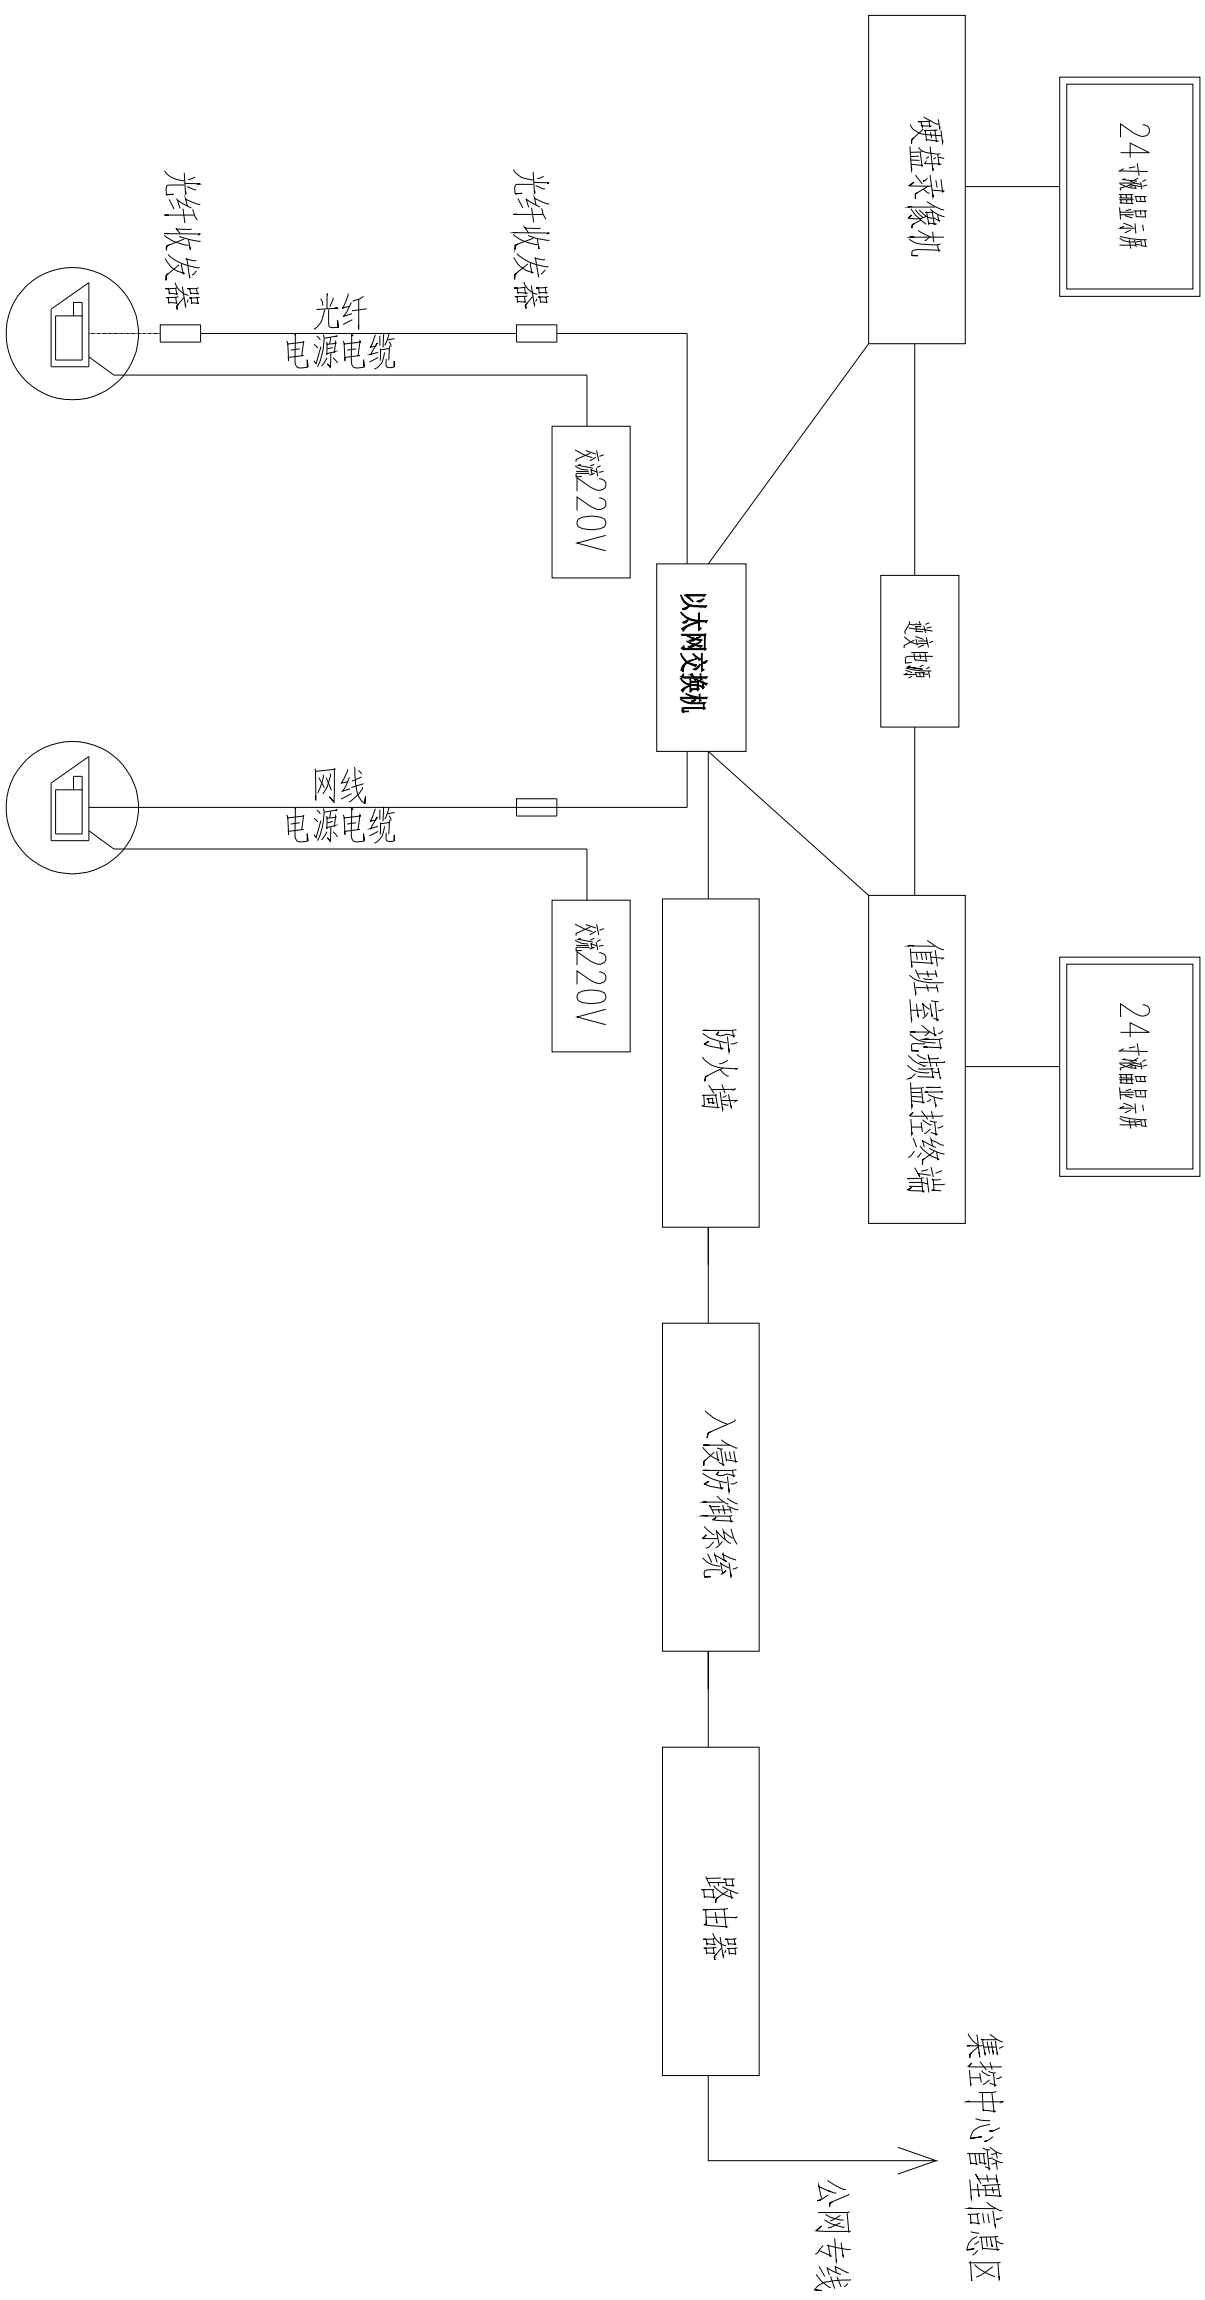 24寸液晶显示屏
24寸液晶显示屏
硬盘录像机
逆变电源
值班室视频监控终端
集控中心管理信息区
公网专线
以太网交换机
防火墙
入侵防御系统
路由器
交流220V
交流220V
光纤收发器
光纤收发器
光纤
电源电缆
网线
电源电缆